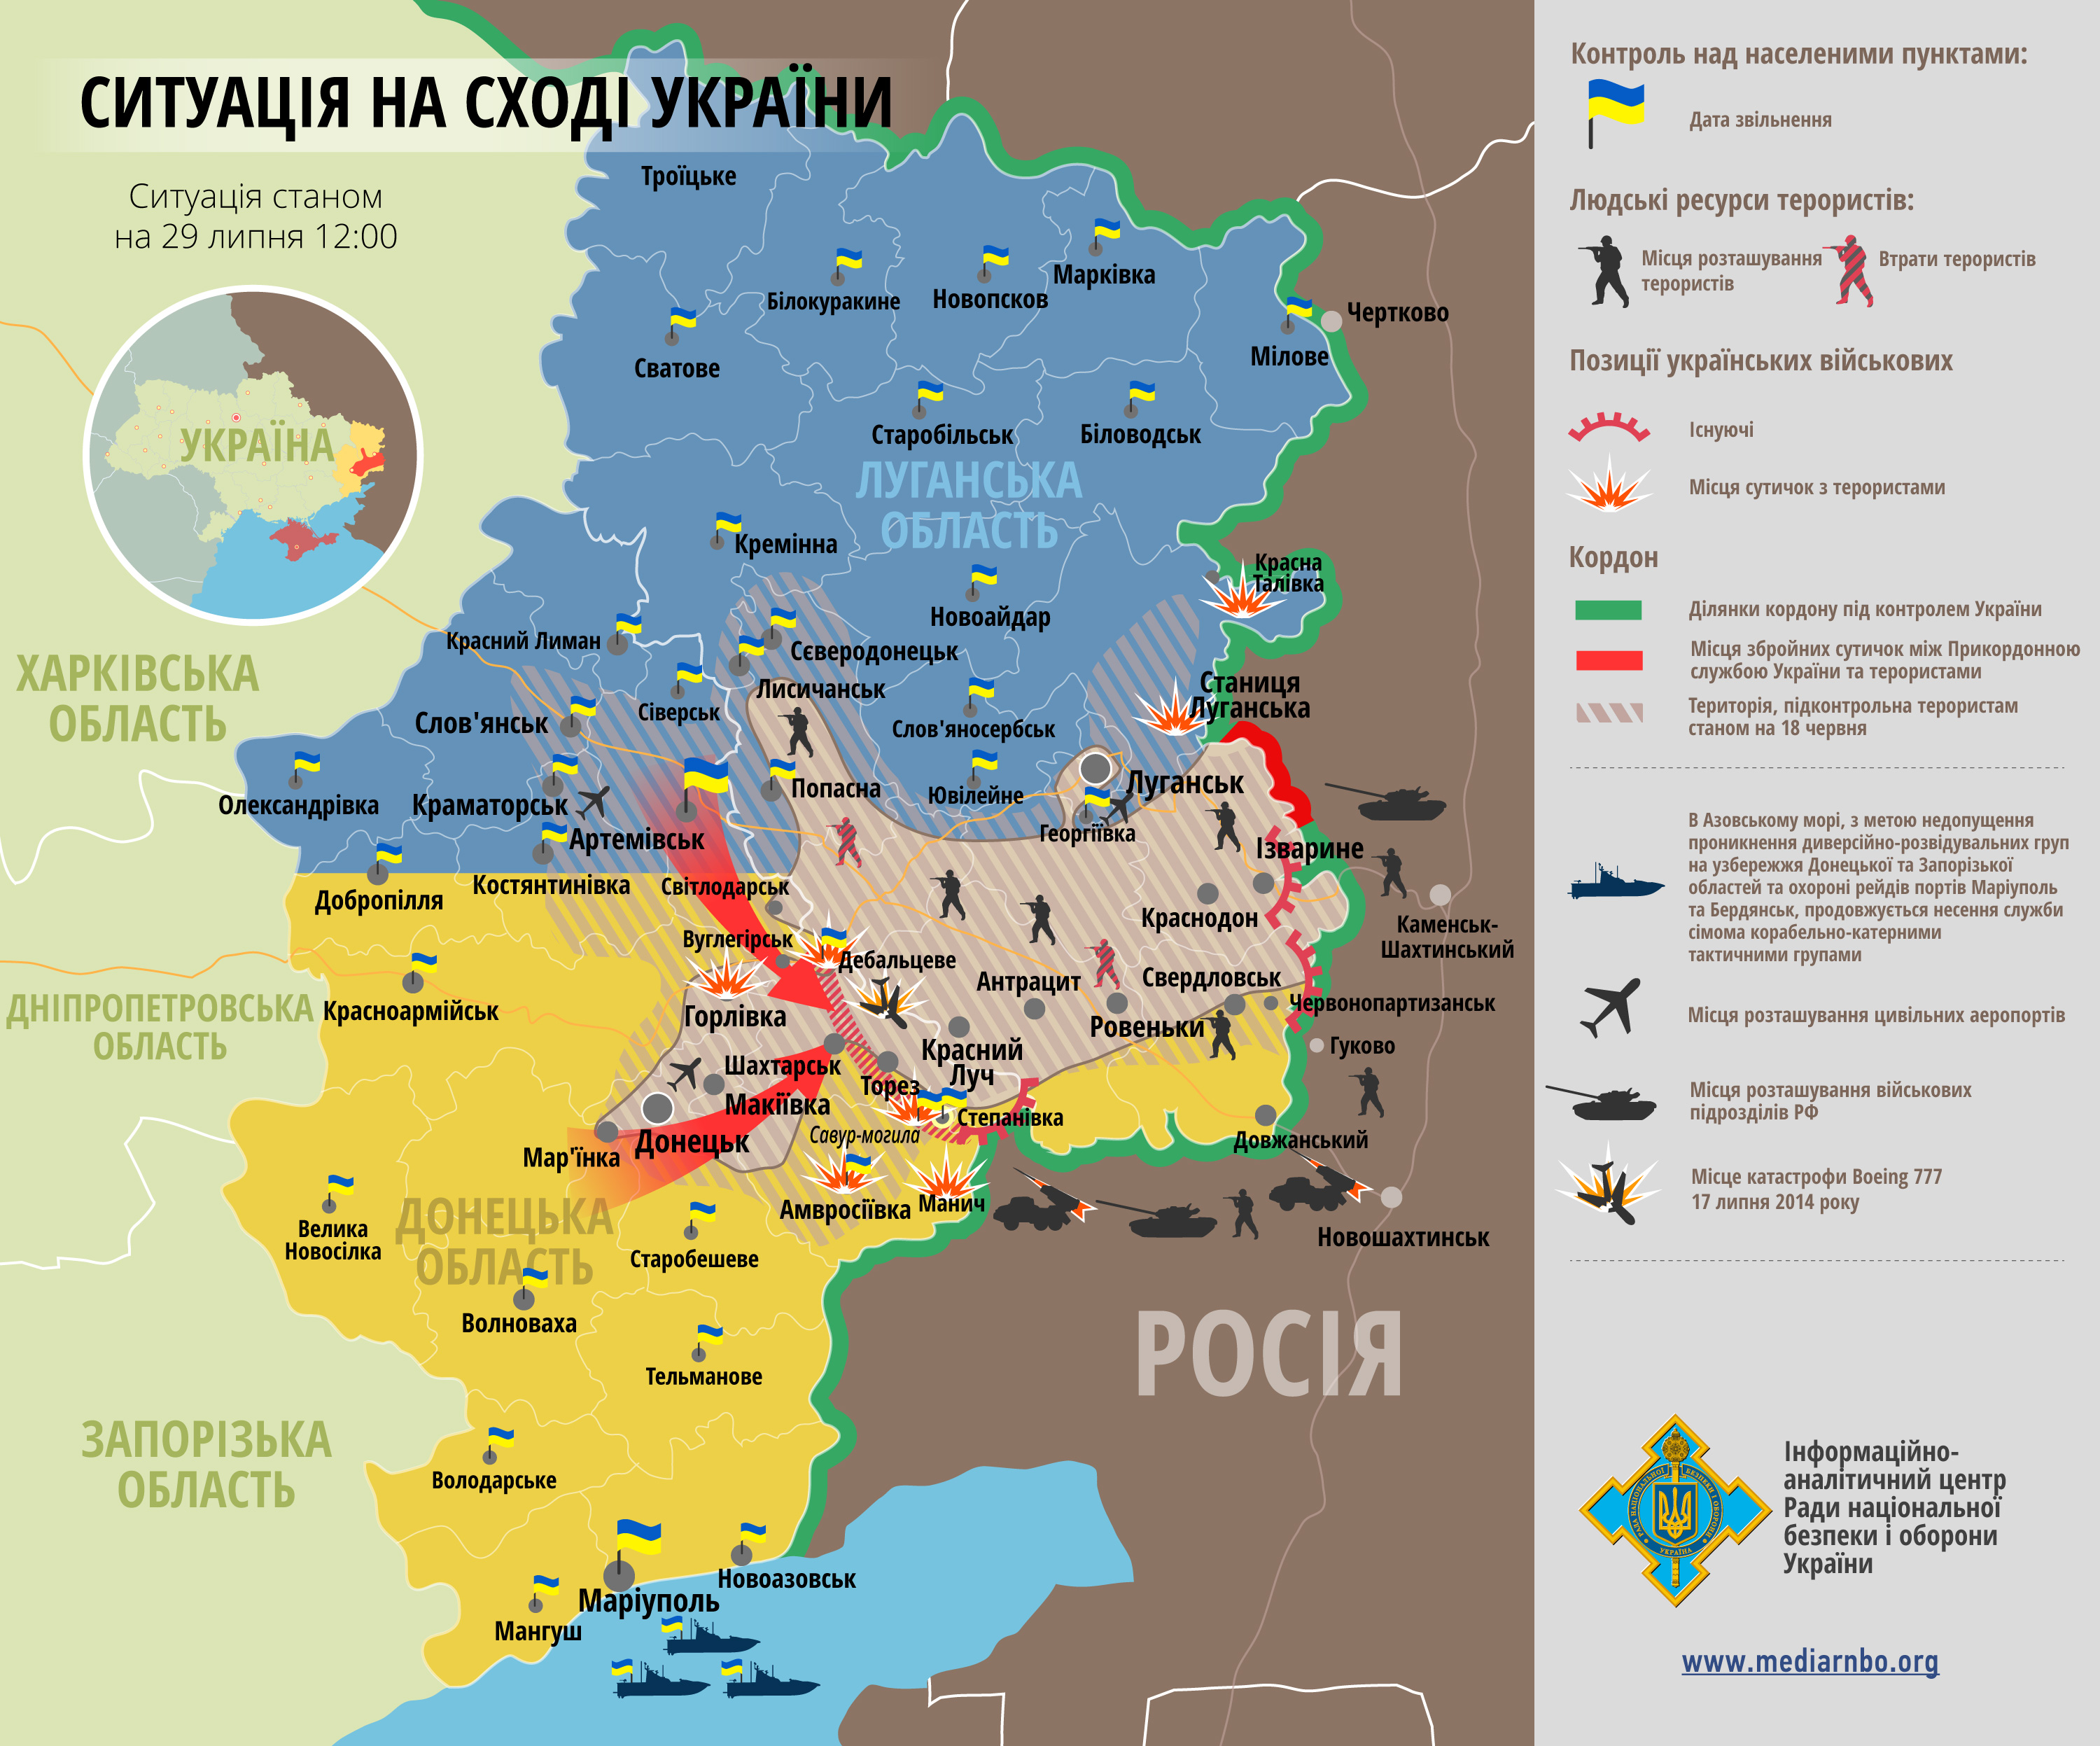 СИТУАЦІЯ НА СХОДІ УКРАЇНИ
Ситуація станом
на 29 липня 12:00
УКРАЇНА
ХАРКІВСЬКА
ОБЛАСТЬ
ДНІПРОПЕТРОВСЬКА
ОБЛАСТЬ
ЗАПОРІЗЬКА
ОБЛАСТЬ
Троїцьке
Білокуракине
Новопсков
Марківка
Чертково
Мілове
Сватове
Старобільськ
Біловодськ
ЛУГАНСЬКА
ОБЛАСТЬ
Кремінна
Красна
Талівка
Новоайдар
Красний Лиман
Сєверодонецьк
Лисичанськ
Станиця
Луганська
Сіверськ
Слов'янськ
Слов'яносербськ
Олександрівка
Краматорськ
Попасна
Ювілейне
Луганськ
Георгіївка
Артемівськ
Ізварине
Костянтинівка
Світлодарськ
Добропілля
Краснодон
Каменськ-
Шахтинський
Вуглегірськ
Дебальцеве
Антрацит
Свердловськ
Красноармійськ
Горлівка
Червонопартизанськ
Ровеньки
Гуково
Красний
Луч
Шахтарськ
Торез
Макіївка
Степанівка
Савур-могила
Донецьк
Довжанський
Мар'їнка
Амвросіївка
Манич
Велика
Новосілка
ДОНЕЦЬКА
ОБЛАСТЬ
Старобешеве
Новошахтинськ
Волноваха
Тельманове
РОСІЯ
Володарське
Новоазовськ
Маріуполь
Мангуш
Контроль над населеними пунктами:
Дата звільнення
Людські ресурси терористів:
Місця розташування
терористів
Втрати терористів
Позиції українських військових
Існуючі
Місця сутичок з терористами
Кордон
Ділянки кордону під контролем України
Місця збройних сутичок між Прикордонною
службою України та терористами
Територія, підконтрольна терористам
станом на 18 червня
В Азовському морі, з метою недопущення
проникнення диверсійно-розвідувальних груп
на узбережжя Донецької та Запорізької
областей та охороні рейдів портів Маріуполь
та Бердянськ, продовжується несення служби
сімома корабельно-катерними
тактичними групами
Місця розташування цивільних аеропортів
Місця розташування військових
підрозділів РФ
Місце катастрофи Boeing 777
17 липня 2014 року
РАДА НАЦІОНАЛЬНОЇ БЕЗПЕКИ І ОБОРОНИ
УКРАЇНА
Інформаційно-
аналітичний центр
Ради національної
безпеки і оборони
України
www.mediarnbo.org